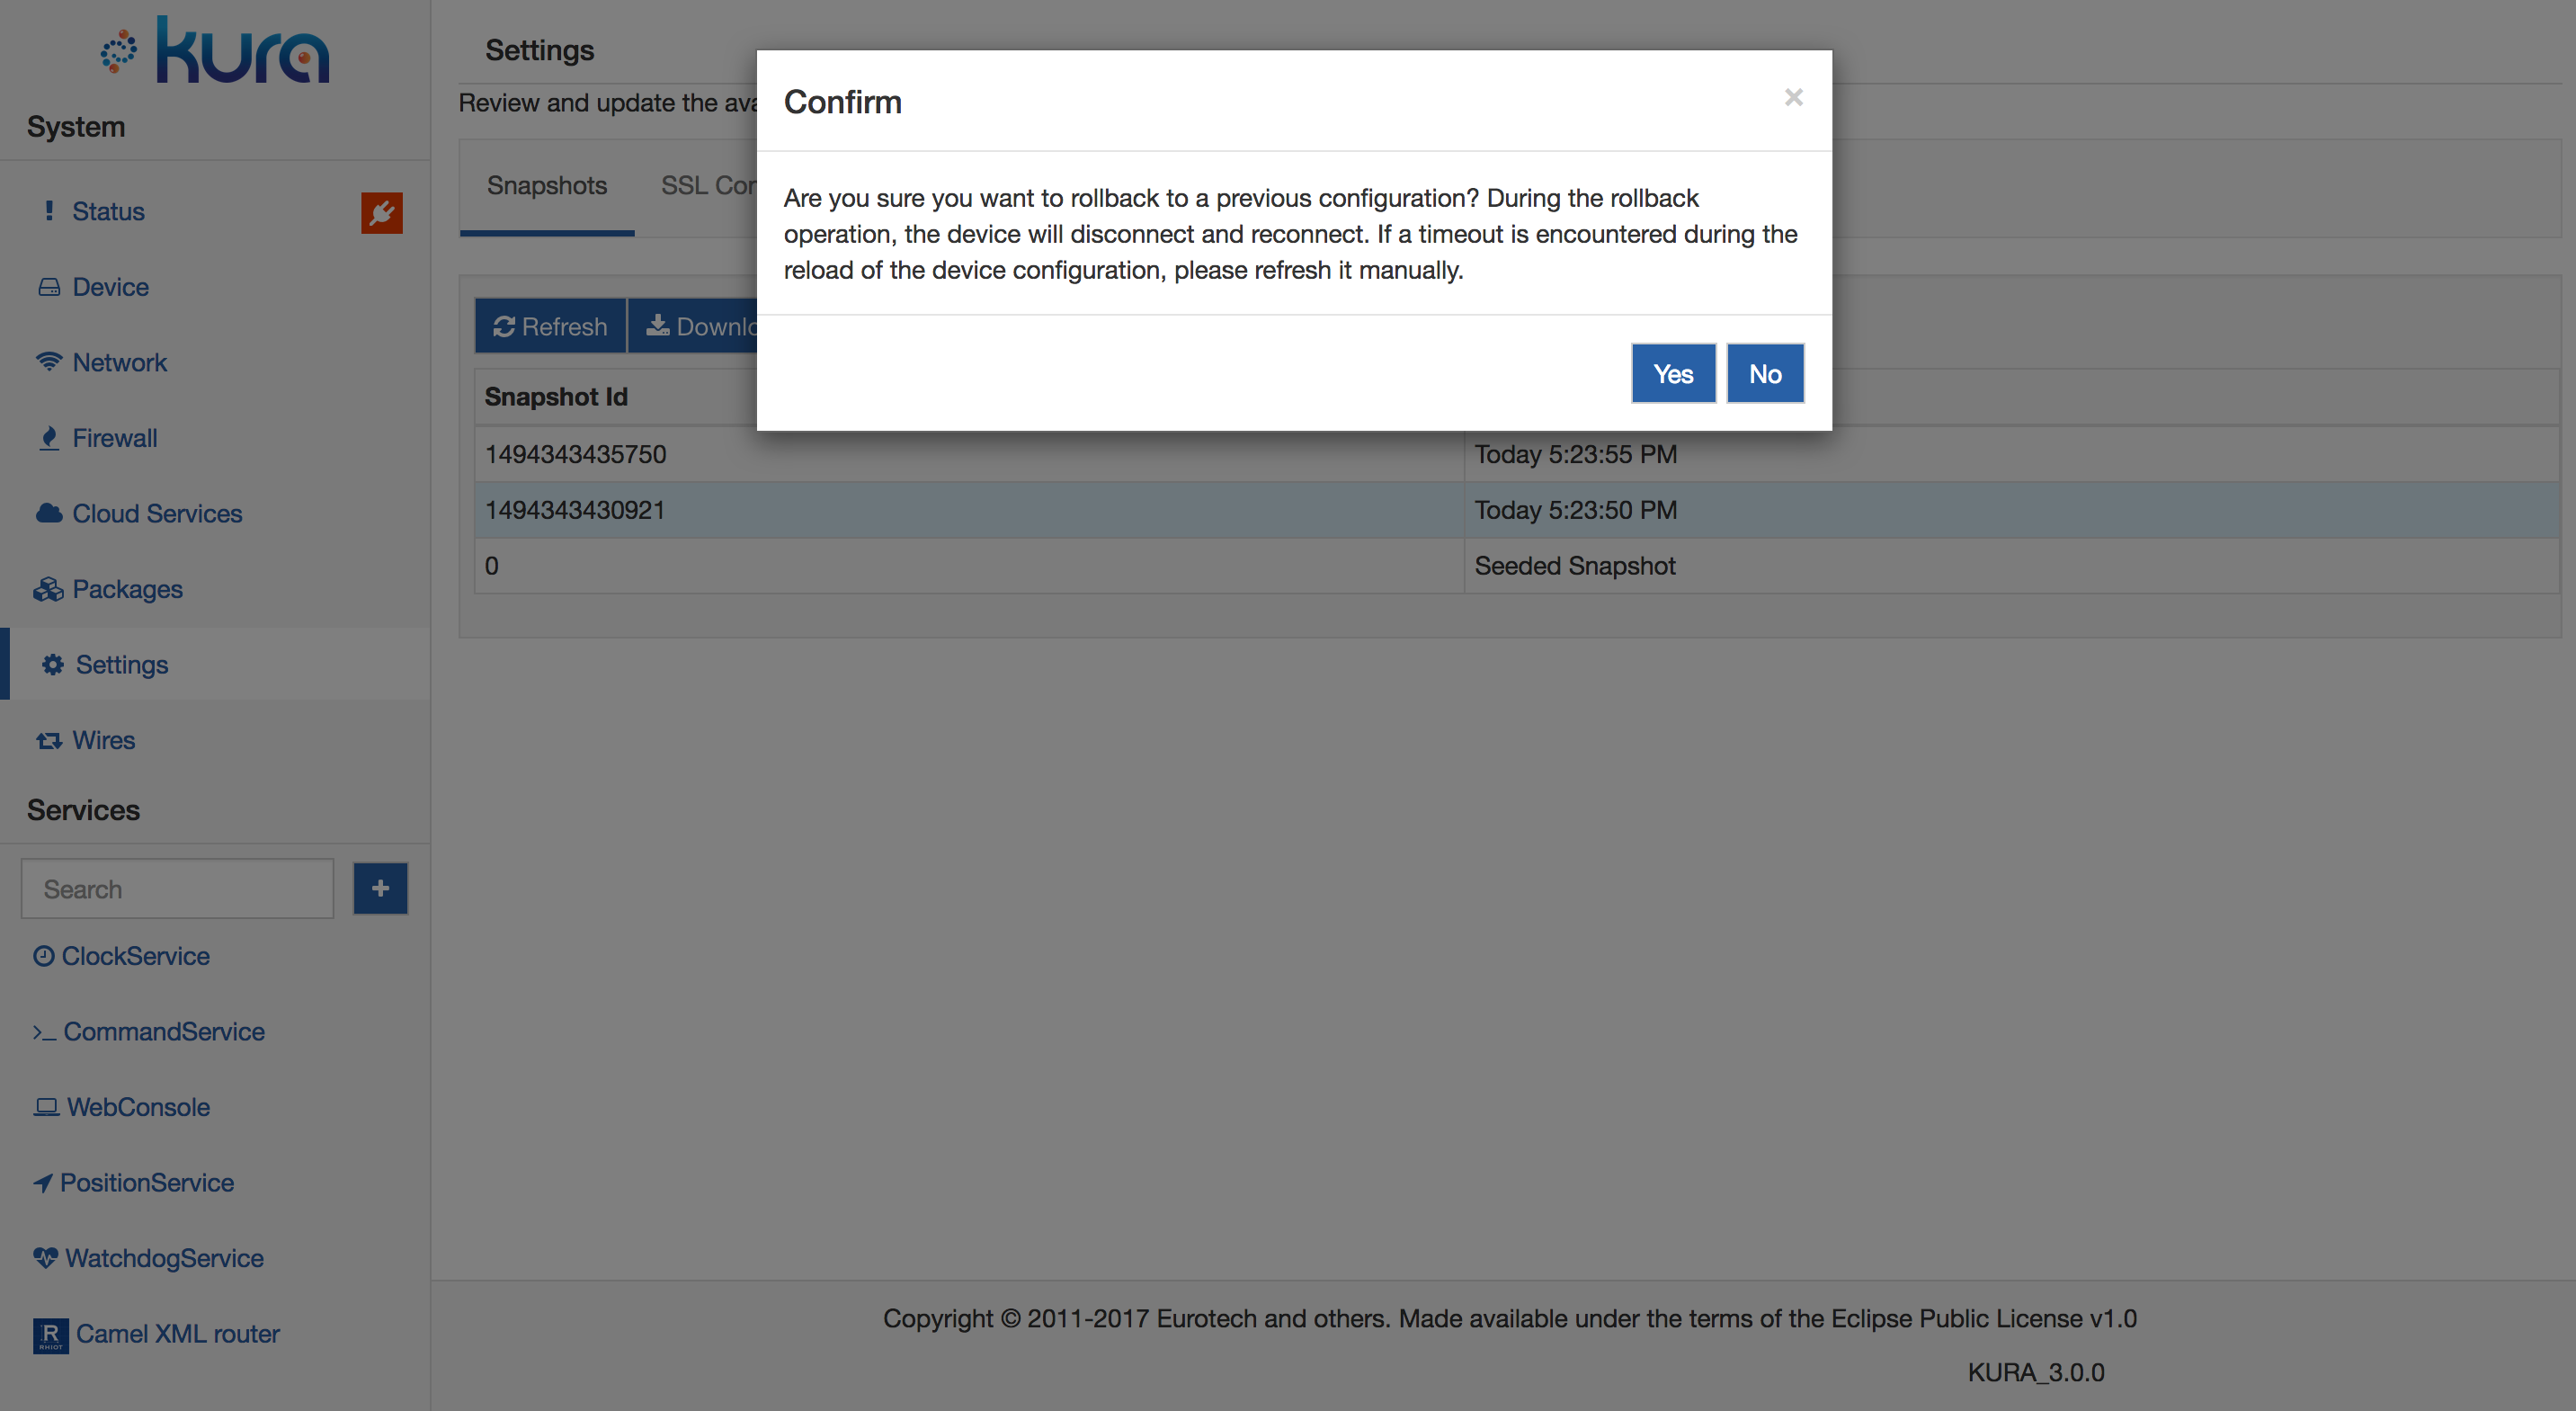 kura
System
Status
Device
Network
Firewall
Cloud Services
Packages
Settings
Wires
Services
Search
ClockService
CommandService
WebConsole
PositionService
WatchdogService
R
RHIOT
Camel XML router
Settings
Review and update the
Snapshots
SSL
Refresh
Snapshot Id
1494343435750 Today 5:23:55 PM
1494343430921 Today 5:23:50 PM
0 Seeded Snapshot
Confirm
×
Are you sure you want to rollback to a previous configuration? During the rollback
operation, the device will disconnect and reconnect. If a timeout is encountered during the
reload of the device configuration, please refresh it manually.
Yes
No
Copyright © 2011-2017 Eurotech and others. Made available under the terms of the Eclipse Public License v1.0
KURA_3.0.0